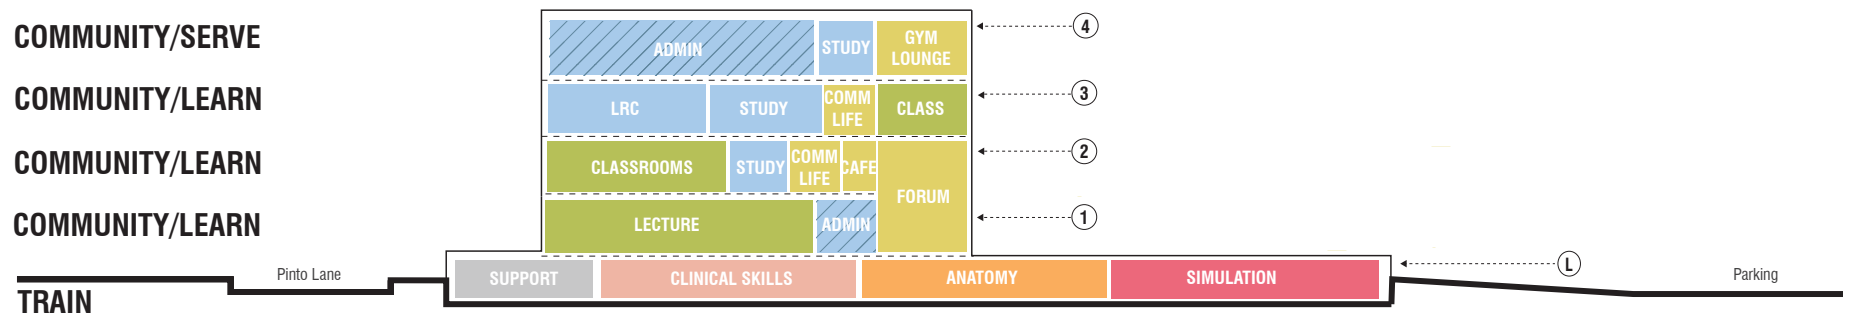 COMMUNITY/SERVE
ADMIN
STUDY
GYM
LOUNGE
4
COMMUNITY/LEARN
LRC
STUDY
COMM
LIFE
CLASS
3
COMMUNITY/LEARN
CLASSROOMS
STUDY
COMM
LIFE
CAFE
FORUM
2
COMMUNITY/LEARN
LECTURE
ADMIN
1
Pinto Lane
SUPPORT
CLINICAL SKILLS
ANATOMY
SIMULATION
L
Parking
TRAIN